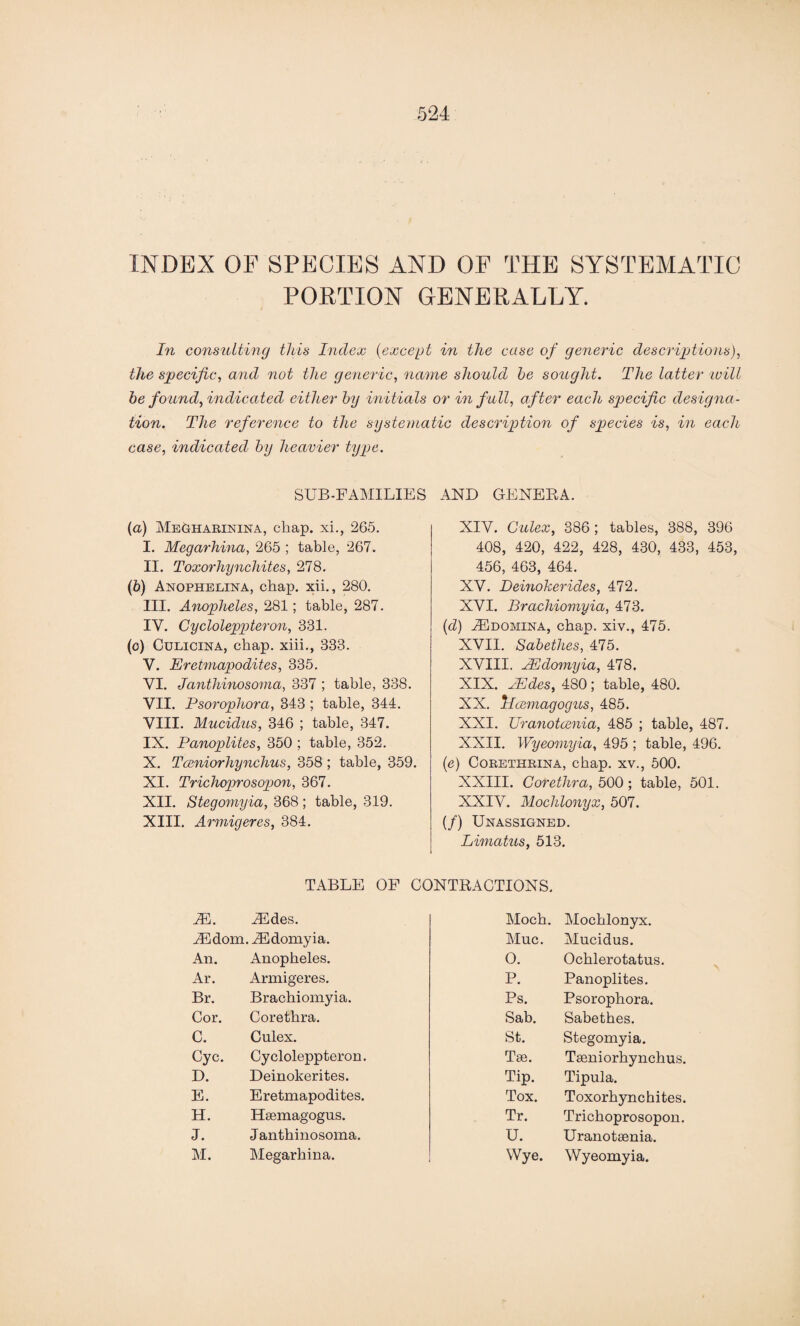 524
INDEX OF SPECIES AND OF THE SYSTEMATIC
PORTION GENERALLY.
In consulting this Index (except in the case of generic descriptions),
the specific, and not the generic, name should be sought. The latter will
be found, indicated either by initials or in full, after each specific designa-
tion. The reference to the systematic description of species is, in each
case, indicated by heavier type.
SUB-FAMILIES AND GENERA.
(a) MEGHARININA, chap. xi., 265.
I. Megarhina, 265 ; table, 267.
II. Toxorhynchites, 278.
(b) ANOPHELINA, chap. xii., 280.
III. Anopheles, 281 ; table, 287.
IV. Cycloleppteron, 331.
(c) CULICINA, chap. xiii., 333.
V. Eretmapodites, 335.
VI. Janthinosoma, 337 ; table, 338.
VII. Psorophora, 343 ; table, 344.
VIII. Mucidus, 346 ; table, 347.
IX. Panoplites, 350 ; table, 352.
X. Tæniorhynchus, 358 ; table, 359.
XI. Trichoprosopon, 367.
XII. Stegomyia, 368 ; table, 319.
XIII. Armigeres, 384.
XIV. Culex, 386 ; tables, 388, 396
408, 420, 422, 428, 430, 433, 453,
456, 463, 464.
XV. Deinokerides, 472.
XVI. Brachiomyia, 473.
(d) ÆDOMINA, chap. xiv., 475.
XVII. Sabethes, 475.
XVIII. Ædomyia, 478.
XIX. Ædes, 480 ; table, 480.
XX. Hæmagogus, 485.
XXI. Uranotænia, 485 ; table, 487.
XXII. Wyeomyia, 495 ; table, 496.
(e) CORETHRINA, chap. xv., 500.
XXIII. Corethra, 500 ; table, 501.
XXIV. Mochlonyx, 507.
(f) UNASSIGNED.
Limatus, 513.
TABLE OF CONTRACTIONS.
Æ. Ædes.
Ædom. Ædomyia.
An. Anopheles.
Ar. Armigeres.
Br. Brachiomyia.
Cor. Corethra.
C. Culex.
Cyc. Cycloleppteron.
D. Deinokerites.
E. Eretmapodites.
H. Hæmagogus.
J. Janthinosoma.
M. Megarhina.
Moch. Mochlonyx.
Muc. Mucidus.
O. Ochlerotatus.
P. Panoplites.
Ps. Psorophora.
Sab. Sabethes.
St. Stegomyia.
Tæ. Tæniorhynchus.
Tip. Tipula.
Tox. Toxorhynchites.
Tr. Trichoprosopon.
U. Uranotænia.
Wye. Wyeomyia.